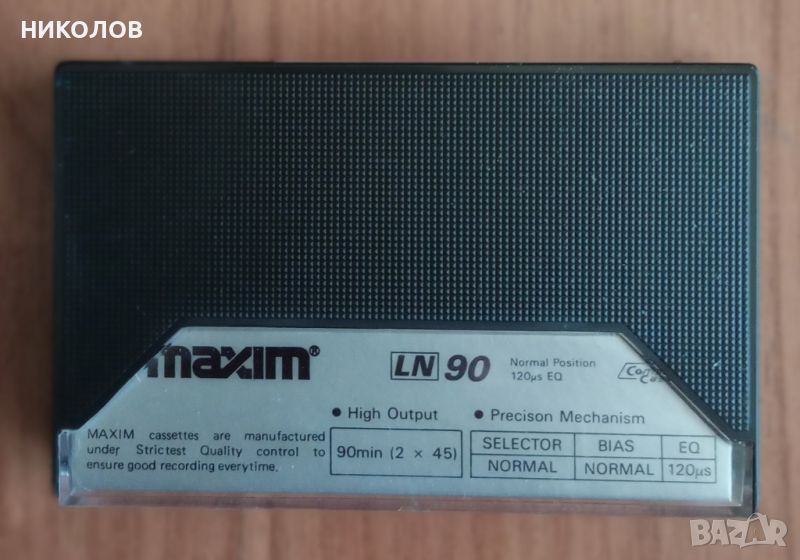 НИКОЛОВ
maxim®
LN 90
Normal Position
120µs EQ
• High Output
• Precison Mechanism
MAXIM cassettes are manufactured
under Strictest Quality control to
ensure good recording everytime.
90min (2 × 45)
SELECTOR BIAS EQ
NORMAL NORMAL 120µs
BAZAR